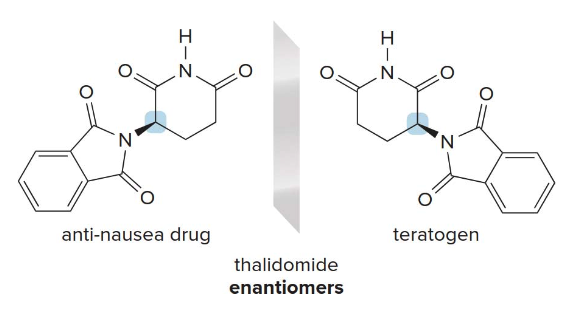 H
N
O
O
O
N
O
H
N
O
O
O
N
O
anti-nausea drug
teratogen
thalidomide
enantiomers